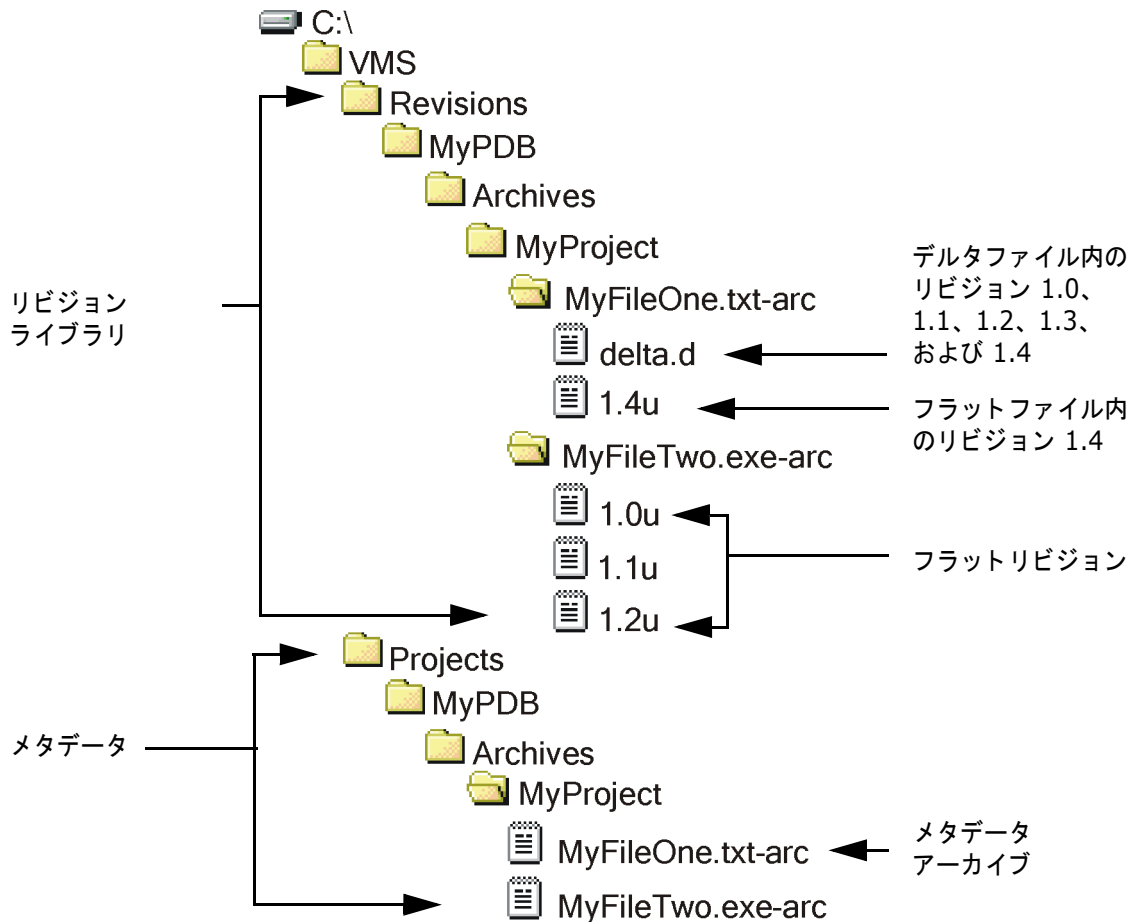 C:\
VMS
Revisions
MyPDB
Archives
MyProject
MyFileOne.txt-arc
delta.d
1.4u
MyFileTwo.exe-arc
1.0u
1.1u
1.2u
Projects
MyPDB
Archives
MyProject
MyFileOne.txt-arc
MyFileTwo.exe-arc
リビジョン
ライブラリ
メタデータ
デルタファイル内の
リビジョン 1.0、
1.1、1.2、1.3、
および 1.4
フラットファイル内
のリビジョン 1.4
フラットリビジョン
メタデータ
アーカイブ